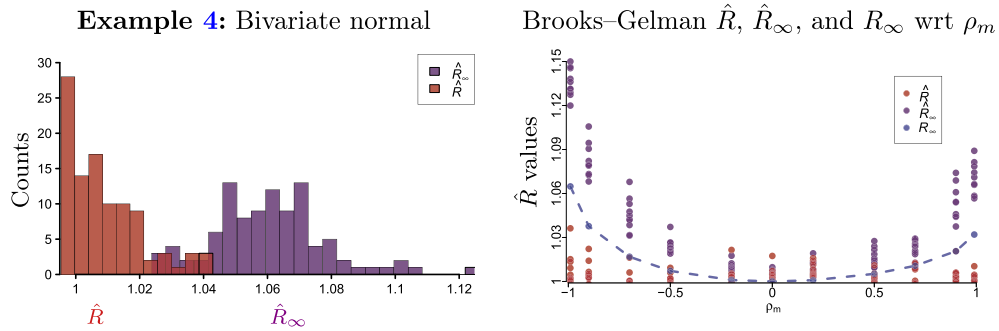 Example 4: Bivariate normal
Counts
30
25
20
15
10
5
0
1
1.02
1.04
1.06
1.08
1.1
1.12
R̂∞
R̂
R̂
R̂∞
Brooks–Gelman R̂, R̂∞, and R∞ wrt ρm
R̂ values
1.15
1.12
1.09
1.06
1.03
1
−1
−0.5
0
0.5
1
ρm
R̂
R̂∞
R∞